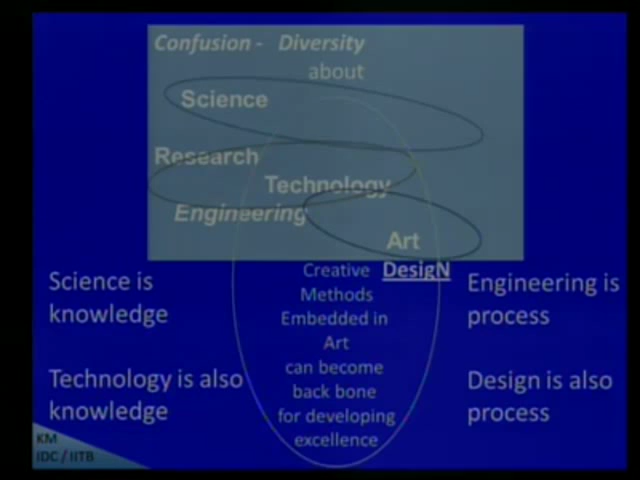 Confusion - Diversity
about
Science
Research
Technology
Engineering
Art
DesigN
Creative
Methods
Embedded in
Art
can become
back bone
for developing
excellence
Science is
knowledge
Technology is also
knowledge
Engineering is
process
Design is also
process
KM
IDC / IITB